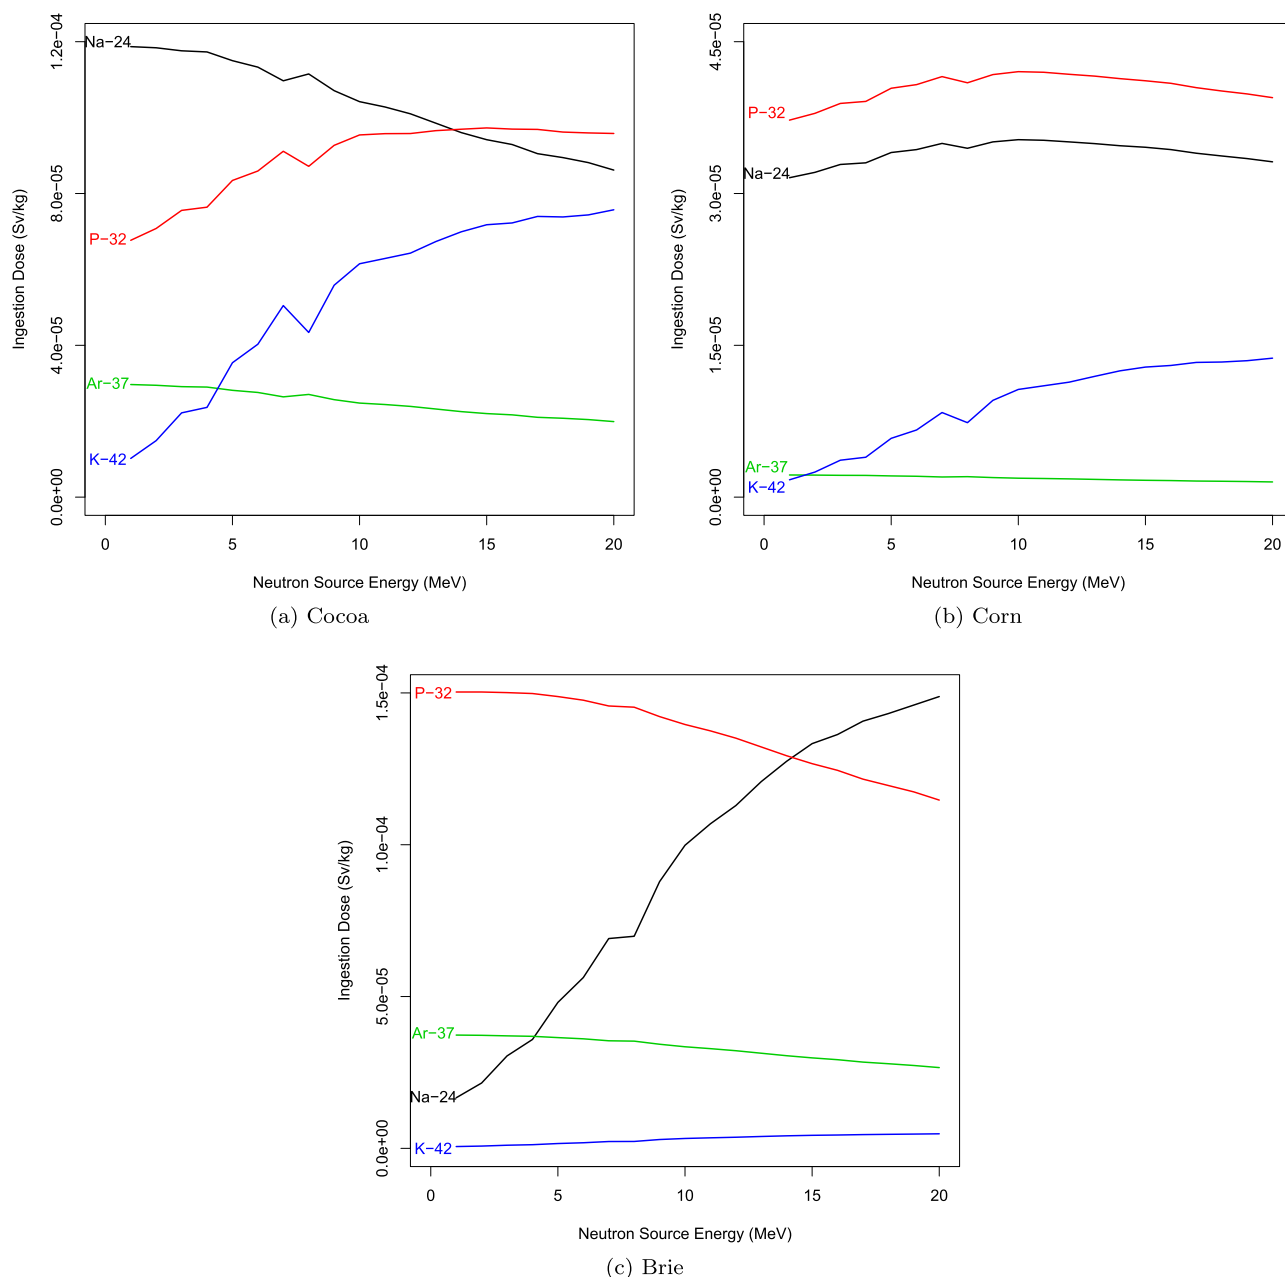 Ingestion Dose (Sv/kg)
0.0e+00 4.0e−05 8.0e−05 1.2e−04
Na−24
P−32
Ar−37
K−42
0 5 10 15 20
Neutron Source Energy (MeV)
(a) Cocoa
Ingestion Dose (Sv/kg)
0.0e+00 1.5e−05 3.0e−05 4.5e−05
P−32
Na−24
Ar−37
K−42
0 5 10 15 20
Neutron Source Energy (MeV)
(b) Corn
Ingestion Dose (Sv/kg)
0.0e+00 5.0e−05 1.0e−04 1.5e−04
P−32
Ar−37
Na−24
K−42
0 5 10 15 20
Neutron Source Energy (MeV)
(c) Brie